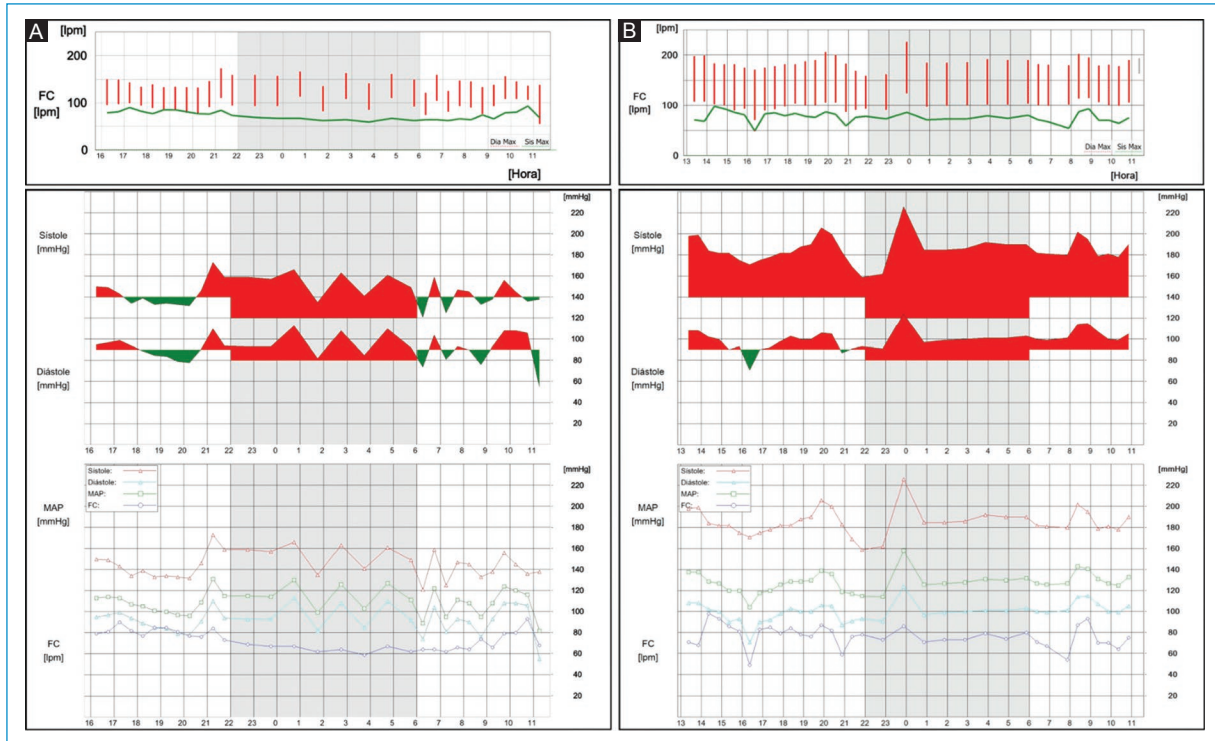 A
[lpm]
200
FC
[lpm]
100
0
Dia Max Sis Max
16 17 18 19 20 21 22 23 0 1 2 3 4 5 6 7 8 9 10 11
[Hora]
[mmHg]
Sístole
[mmHg]
220
200
180
160
140
120
100
80
60
40
20
Diástole
[mmHg]
16 17 18 19 20 21 22 23 0 1 2 3 4 5 6 7 8 9 10 11
Sístole:
Diástole:
MAP:
FC:
[mmHg]
MAP
[mmHg]
220
200
180
160
140
120
100
80
60
40
20
FC
[lpm]
16 17 18 19 20 21 22 23 0 1 2 3 4 5 6 7 8 9 10 11
B
[lpm]
200
FC
[lpm]
100
0
Dia Max Sis Max
13 14 15 16 17 18 19 20 21 22 23 0 1 2 3 4 5 6 7 8 9 10 11
[Hora]
[mmHg]
Sístole
[mmHg]
220
200
180
160
140
120
100
80
60
40
20
Diástole
[mmHg]
13 14 15 16 17 18 19 20 21 22 23 0 1 2 3 4 5 6 7 8 9 10 11
Sístole:
Diástole:
MAP:
FC:
[mmHg]
MAP
[mmHg]
220
200
180
160
140
120
100
80
60
40
20
FC
[lpm]
13 14 15 16 17 18 19 20 21 22 23 0 1 2 3 4 5 6 7 8 9 10 11